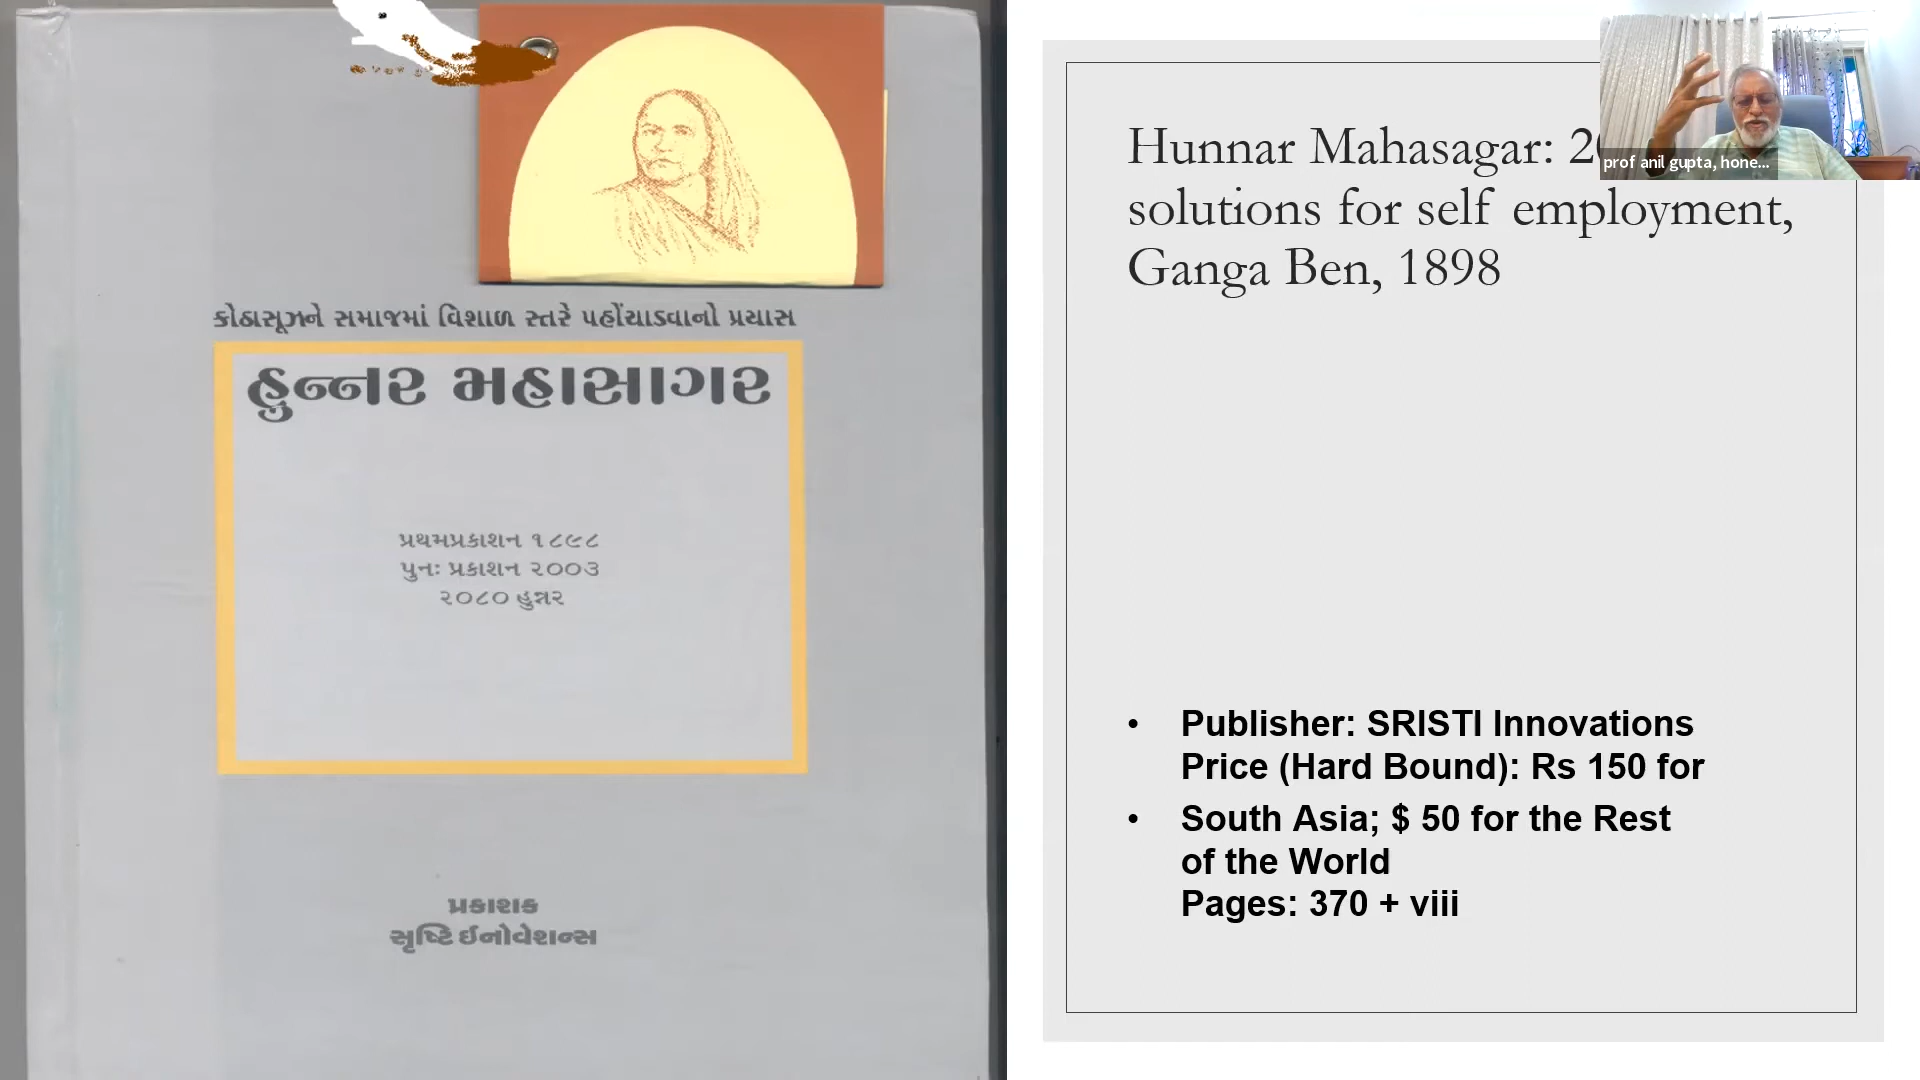 કોઠાસૂઝને સમાજમાં વિશાળ સ્તરે પહોંચાડવાનો પ્રયાસ
હુન્નર મહાસાગર
પ્રથમપ્રકાશન ૧૮૯૮
પુનઃ પ્રકાશન ૨૦૦૩
૨૦૮૦ હુન્નર
પ્રકાશક
સૃષ્ટિ ઈનોવેશન્સ
Hunnar Mahasagar:
solutions for self employment,
Ganga Ben, 1898
prof anil gupta, hone...
• Publisher: SRISTI Innovations
Price (Hard Bound): Rs 150 for
• South Asia; $ 50 for the Rest
of the World
Pages: 370 + viii